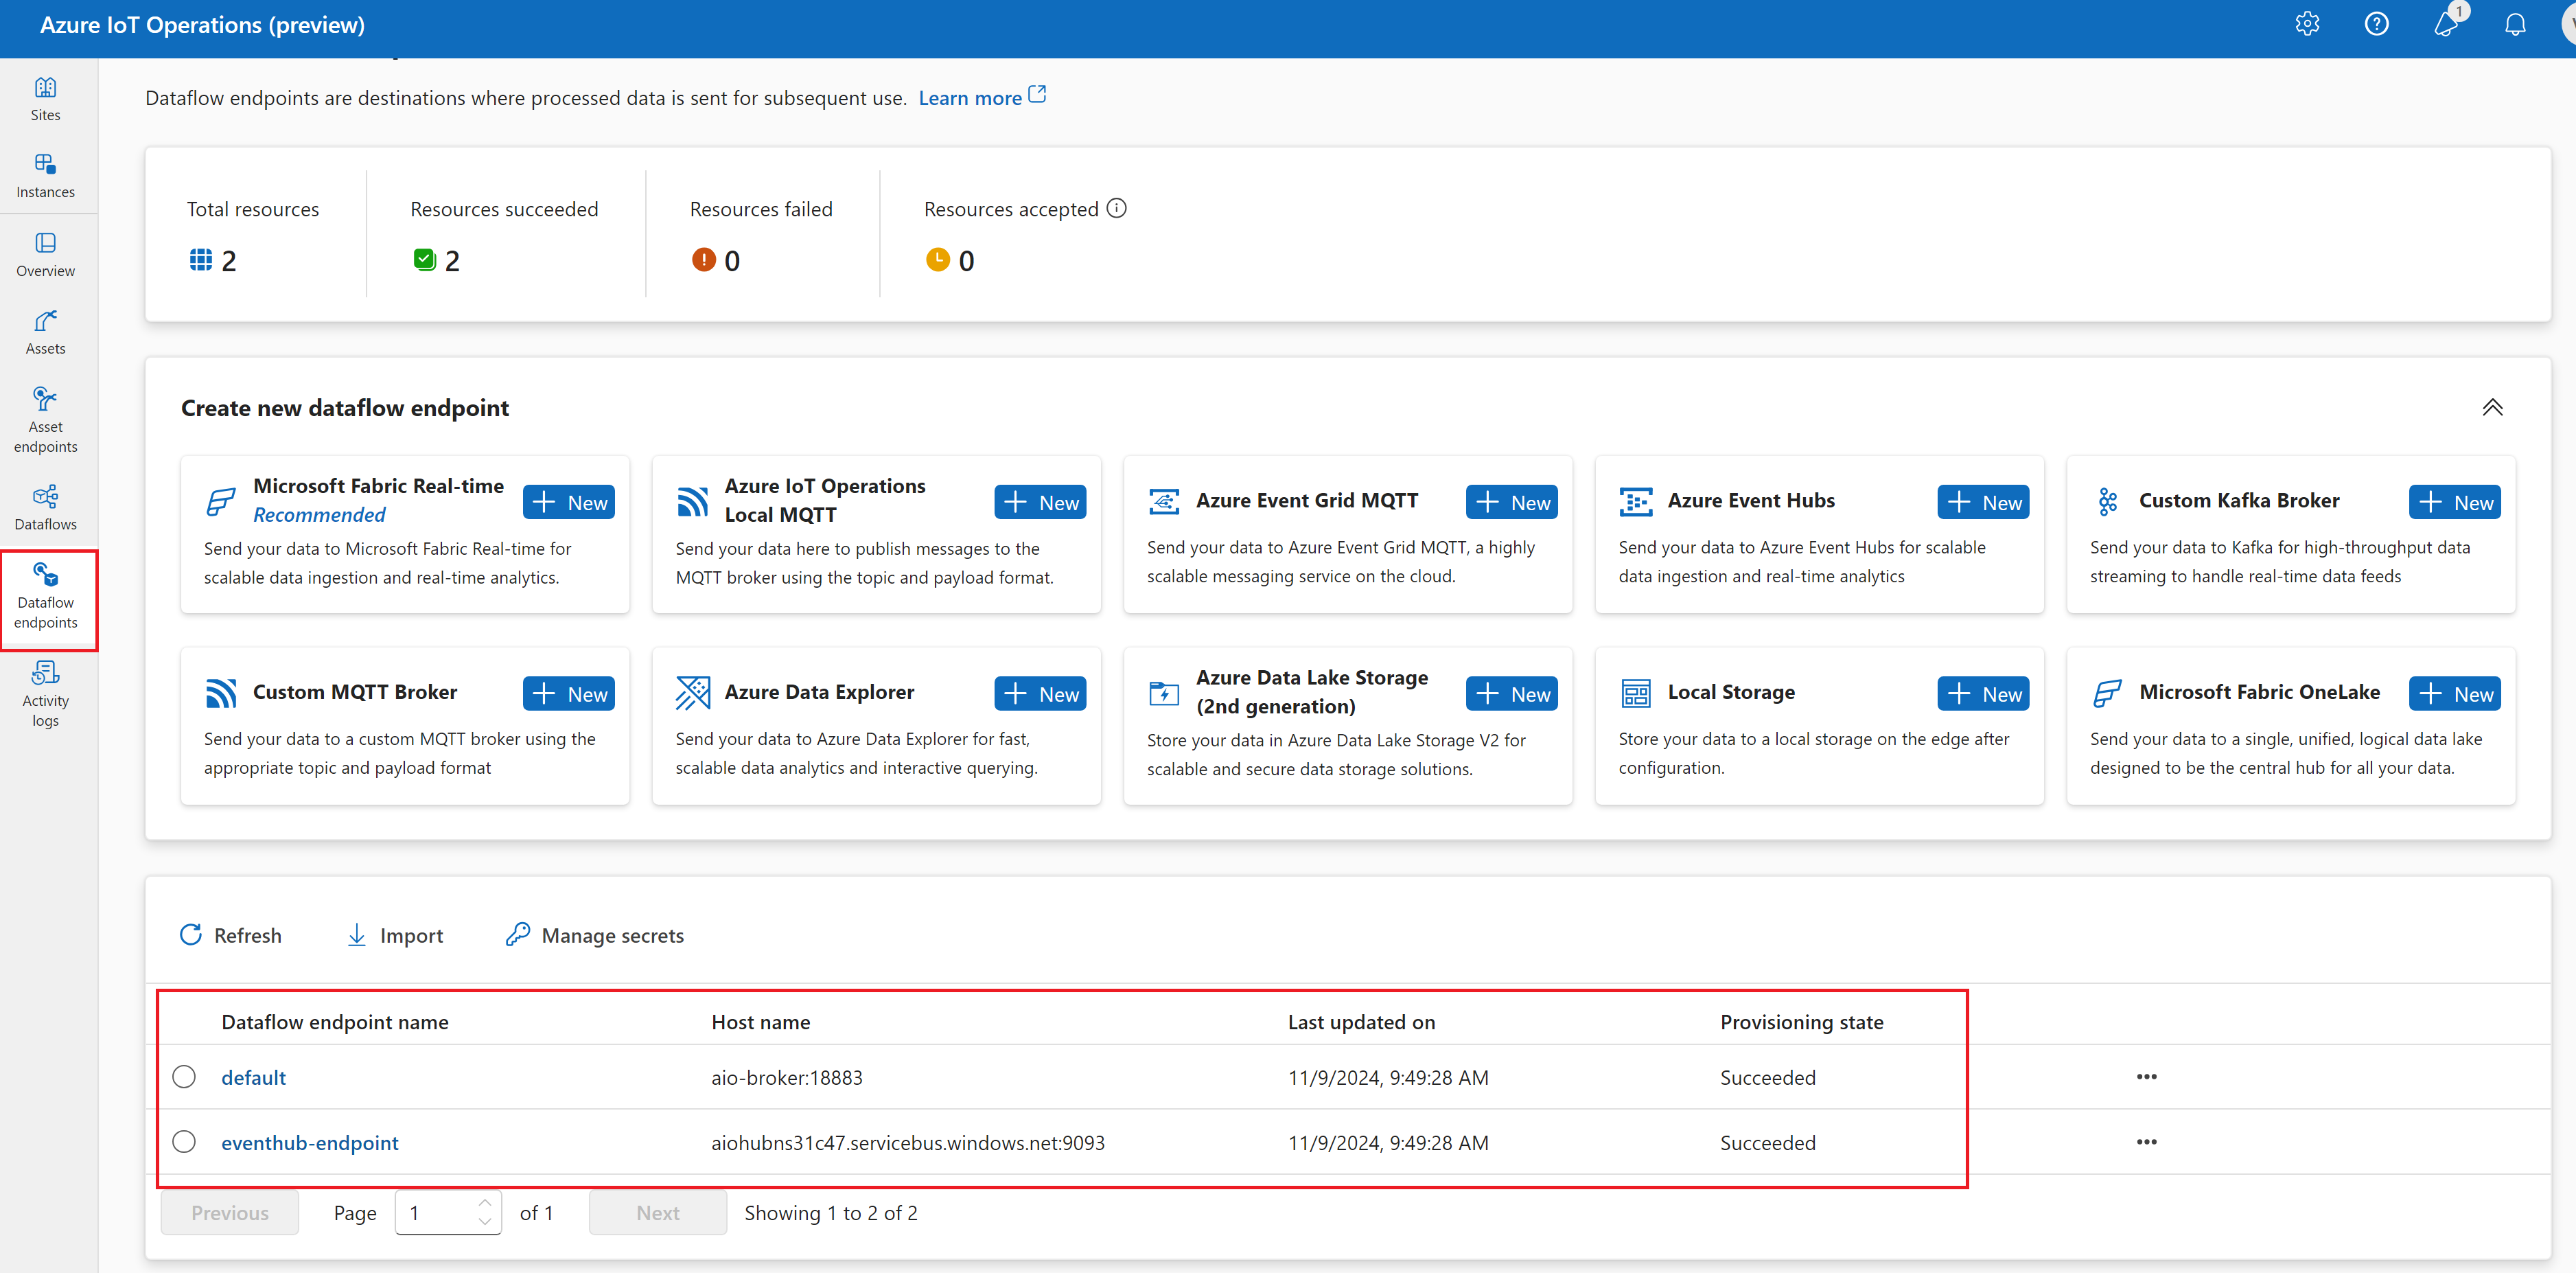 Azure IoT Operations (preview)
1
Sites
Instances
Overview
Assets
Asset
endpoints
Dataflows
Dataflow
endpoints
Activity
logs
Dataflow endpoints are destinations where processed data is sent for subsequent use. Learn more
Total resources
2
Resources succeeded
2
Resources failed
0
Resources accepted
0
Create new dataflow endpoint
Microsoft Fabric Real-time
Recommended
New
Send your data to Microsoft Fabric Real-time for
scalable data ingestion and real-time analytics.
Azure IoT Operations
Local MQTT
New
Send your data here to publish messages to the
MQTT broker using the topic and payload format.
Azure Event Grid MQTT
New
Send your data to Azure Event Grid MQTT, a highly
scalable messaging service on the cloud.
Azure Event Hubs
New
Send your data to Azure Event Hubs for scalable
data ingestion and real-time analytics
Custom Kafka Broker
New
Send your data to Kafka for high-throughput data
streaming to handle real-time data feeds
Custom MQTT Broker
New
Send your data to a custom MQTT broker using the
appropriate topic and payload format
Azure Data Explorer
New
Send your data to Azure Data Explorer for fast,
scalable data analytics and interactive querying.
Azure Data Lake Storage
(2nd generation)
New
Store your data in Azure Data Lake Storage V2 for
scalable and secure data storage solutions.
Local Storage
New
Store your data to a local storage on the edge after
configuration.
Microsoft Fabric OneLake
New
Send your data to a single, unified, logical data lake
designed to be the central hub for all your data.
Refresh Import Manage secrets
Dataflow endpoint name Host name Last updated on Provisioning state
default aio-broker:18883 11/9/2024, 9:49:28 AM Succeeded
eventhub-endpoint aiohubns31c47.servicebus.windows.net:9093 11/9/2024, 9:49:28 AM Succeeded
Previous Page 1 of 1 Next Showing 1 to 2 of 2